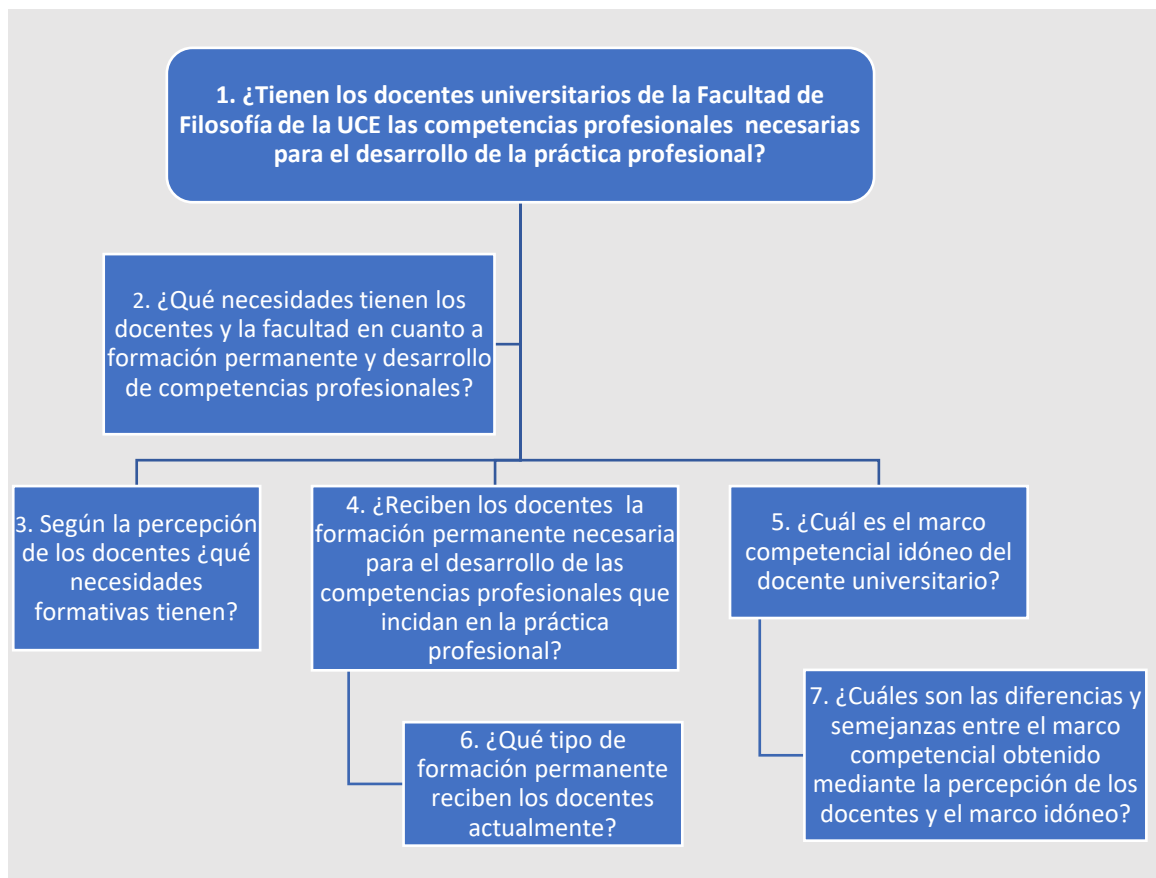 1. ¿Tienen los docentes universitarios de la Facultad de
Filosofía de la UCE las competencias profesionales necesarias
para el desarrollo de la práctica profesional?
2. ¿Qué necesidades tienen los
docentes y la facultad en cuanto a
formación permanente y desarrollo
de competencias profesionales?
3. Según la percepción
de los docentes ¿qué
necesidades
formativas tienen?
4. ¿Reciben los docentes la
formación permanente necesaria
para el desarrollo de las
competencias profesionales que
incidan en la práctica
profesional?
5. ¿Cuál es el marco
competencial idóneo del
docente universitario?
6. ¿Qué tipo de
formación permanente
reciben los docentes
actualmente?
7. ¿Cuáles son las diferencias y
semejanzas entre el marco
competencial obtenido
mediante la percepción de los
docentes y el marco idóneo?